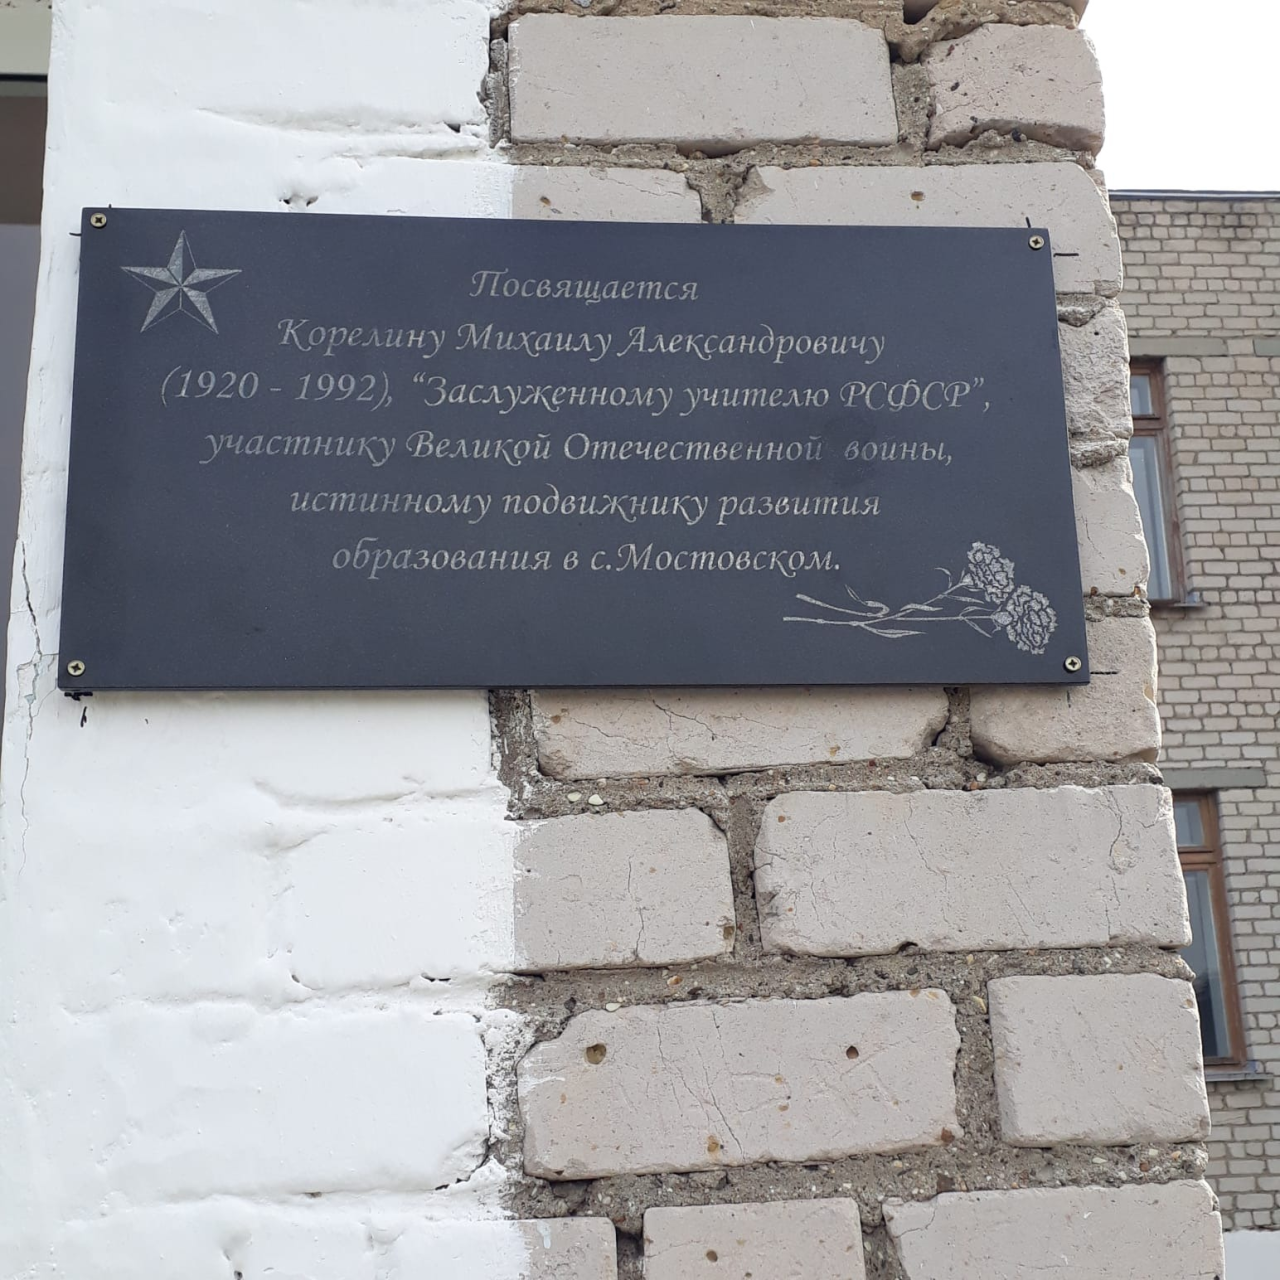 Посвящается
Корелину Михаилу Александровичу
(1920 - 1992), “Заслуженному учителю РСФСР”,
участнику Великой Отечественной войны,
истинному подвижнику развития
образования в с.Мостовском.